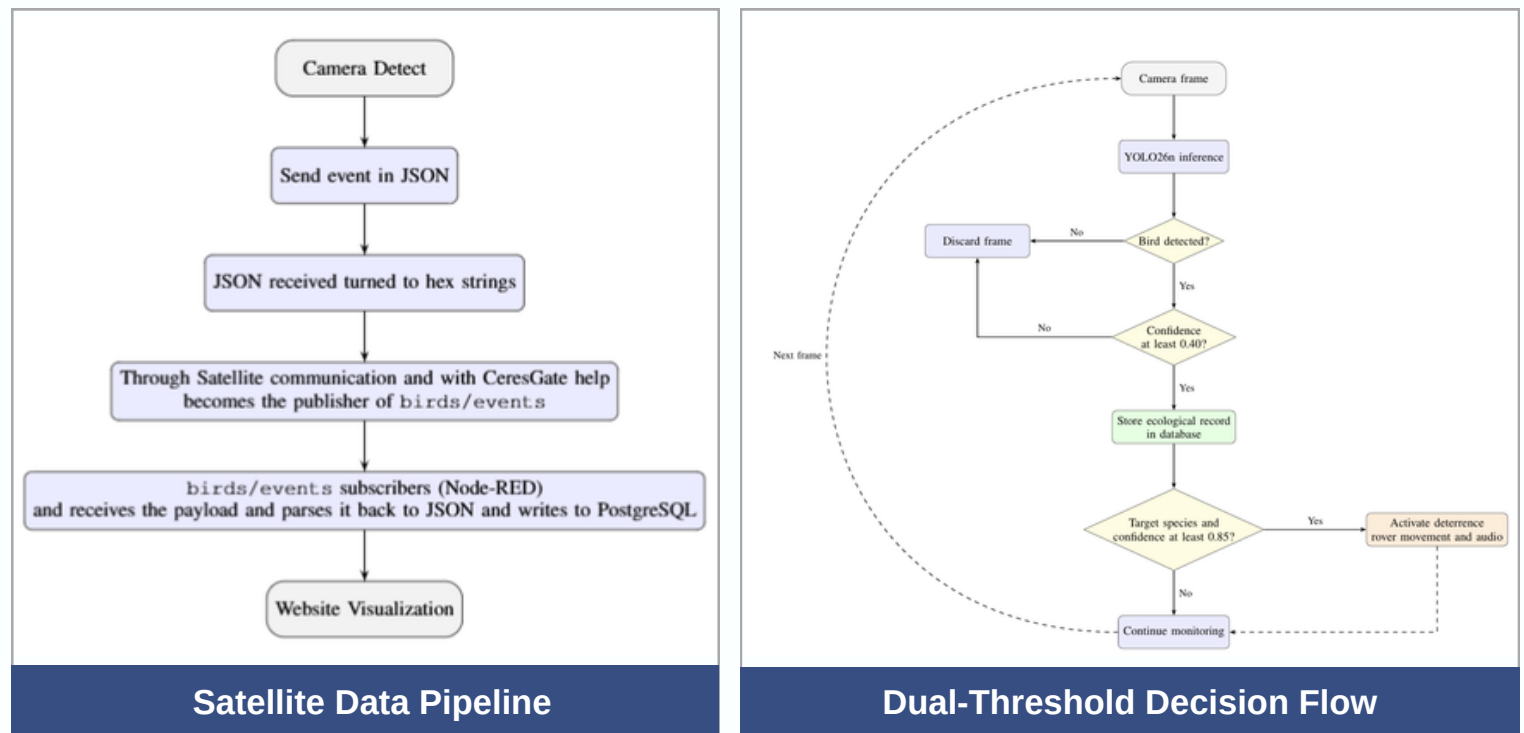 Camera Detect
Send event in JSON
JSON received turned to hex strings
Through Satellite communication and with CeresGate help
becomes the publisher of birds/events
birds/events subscribers (Node-RED)
and receives the payload and parses it back to JSON and writes to PostgreSQL
Website Visualization
Satellite Data Pipeline
Camera frame
YOLO26n inference
Bird detected?
No
Discard frame
Yes
Confidence
at least 0.40?
No
Next frame
Yes
Store ecological record
in database
Target species and
confidence at least 0.85?
Yes
Activate deterrence
rover movement and audio
No
Continue monitoring
Dual-Threshold Decision Flow